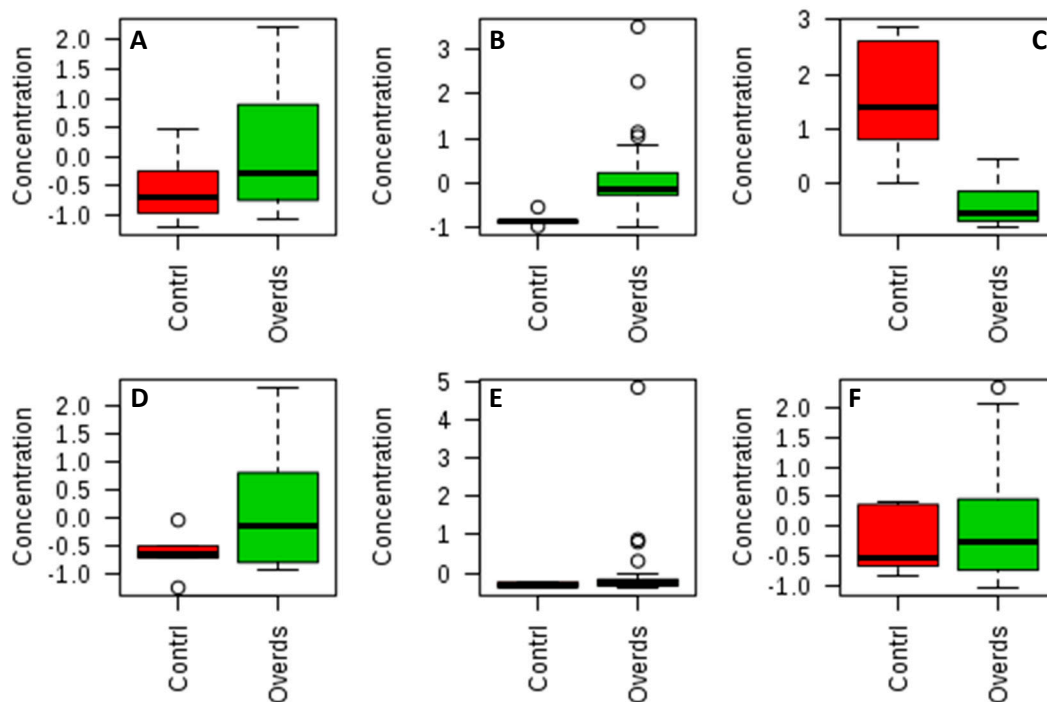 A
Concentration
2.0
1.5
1.0
0.5
0.0
-0.5
-1.0
Contrl
Overds
B
Concentration
3
2
1
0
-1
Contrl
Overds
C
Concentration
3
2
1
0
Contrl
Overds
D
Concentration
2.0
1.5
1.0
0.5
0.0
-0.5
-1.0
Contrl
Overds
E
Concentration
5
4
3
2
1
0
Contrl
Overds
F
Concentration
2.0
1.5
1.0
0.5
0.0
-0.5
-1.0
Contrl
Overds